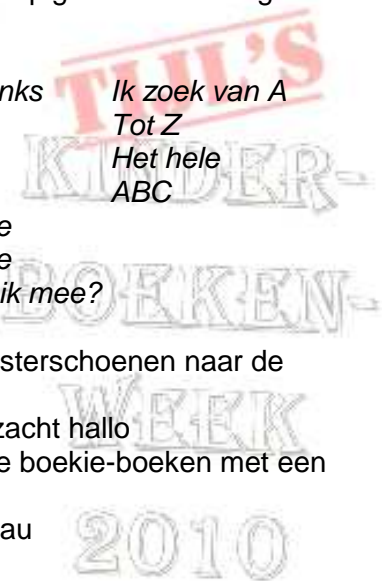 TIJL'S
nks Ik zoek van A
Tot Z
Het hele
KINDER-
ABC
e
e
ik mee?
BOEKEN-
sterschoenen naar de
zacht hallo
WEEK
e boekie-boeken met een
au
2010